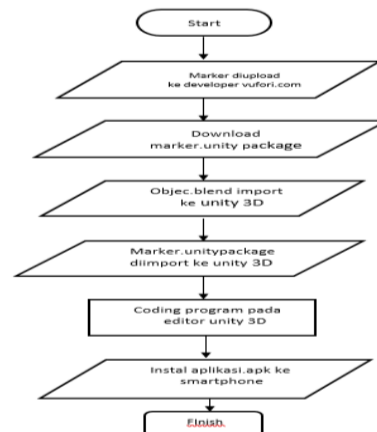 Start
Marker diupload
ke developer vufori.com
Download
marker.unity package
Objec.blend import
ke unity 3D
Marker.unitypackage
diimport ke unity 3D
Coding program pada
editor unity 3D
Instal aplikasi.apk ke
smartphone
FInish